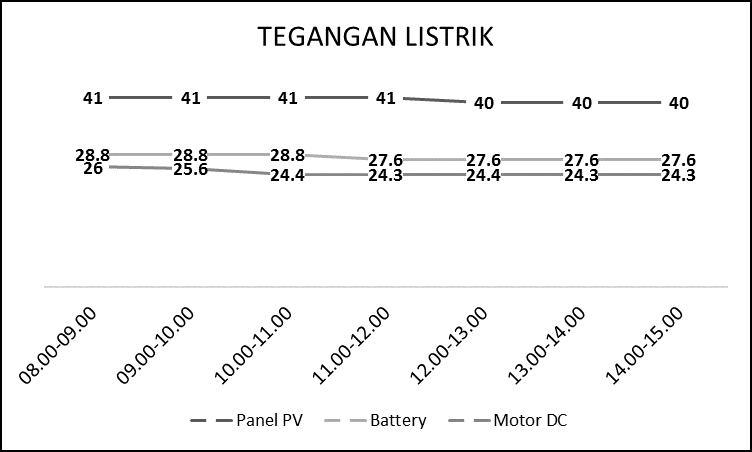 TEGANGAN LISTRIK
41 41 41 41 40 40 40
28.8 28.8 28.8 27.6 27.6 27.6 27.6
26 25.6 24.4 24.3 24.4 24.3 24.3
08.00-09.00 09.00-10.00 10.00-11.00 11.00-12.00 12.00-13.00 13.00-14.00 14.00-15.00
Panel PV Battery Motor DC